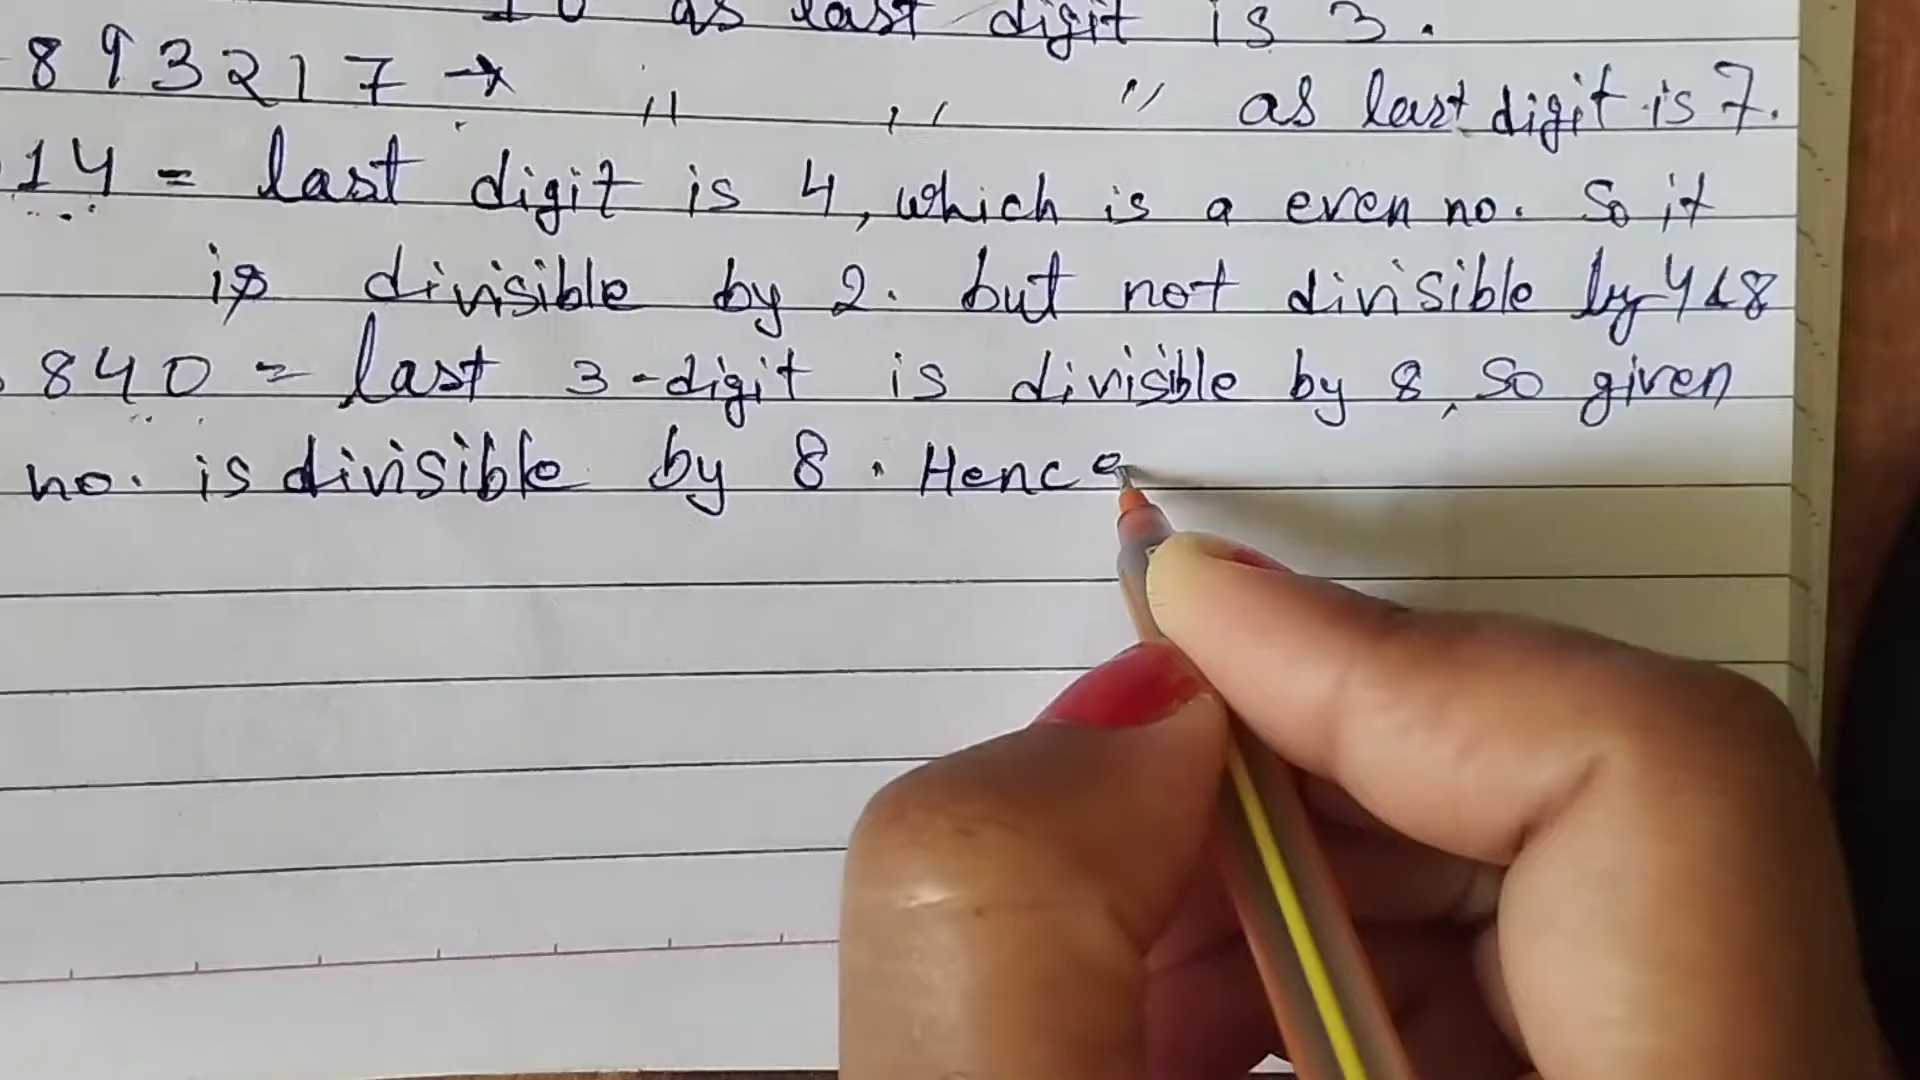 10 as last digit is 3.
893217 → " " " as last digit is 7.
14 = last digit is 4, which is a even no. So it
is divisible by 2. but not divisible by 4 & 8
840 = last 3-digit is divisible by 8, so given
no. is divisible by 8. Hence